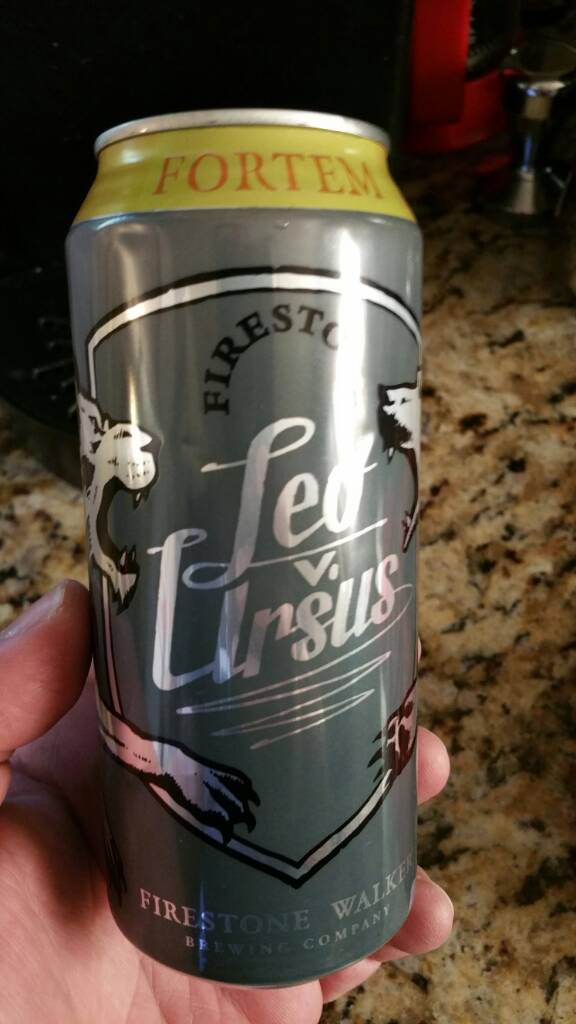 FORTEM
FIRESTO
Leo
v.
Ursus
FIRESTONE WALKER
BREWING COMPANY